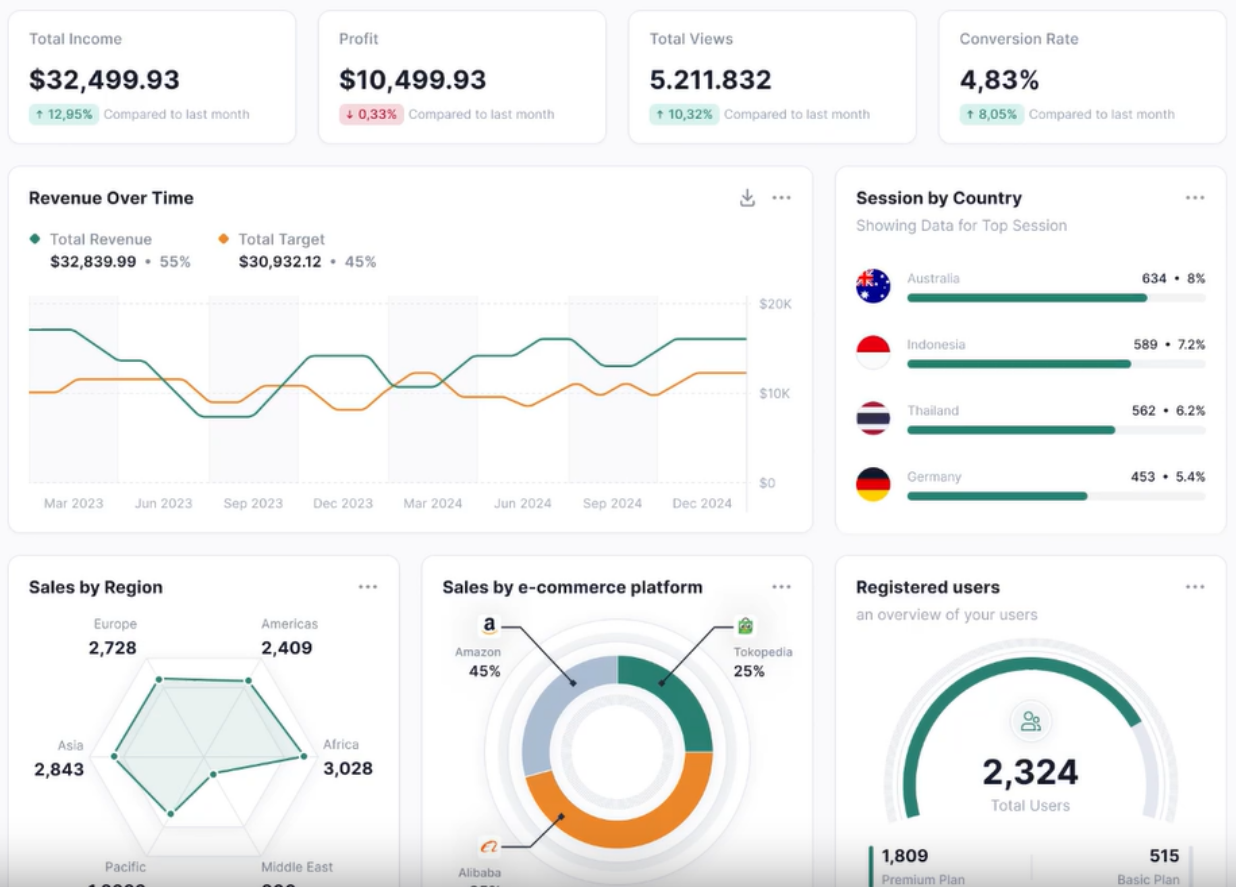 Total Income
$32,499.93
↑ 12,95% Compared to last month
Profit
$10,499.93
↓ 0,33% Compared to last month
Total Views
5.211.832
↑ 10,32% Compared to last month
Conversion Rate
4,83%
↑ 8,05% Compared to last month
Revenue Over Time
Total Revenue
$32,839.99 • 55%
Total Target
$30,932.12 • 45%
$20K
$10K
$0
Mar 2023 Jun 2023 Sep 2023 Dec 2023 Mar 2024 Jun 2024 Sep 2024 Dec 2024
Session by Country
Showing Data for Top Session
Australia 634 • 8%
Indonesia 589 • 7.2%
Thailand 562 • 6.2%
Germany 453 • 5.4%
Sales by Region
Europe
2,728
Americas
2,409
Asia
2,843
Africa
3,028
Pacific
Middle East
Sales by e-commerce platform
a
Amazon
45%
Tokopedia
25%
Alibaba
Registered users
an overview of your users
2,324
Total Users
1,809
Premium Plan
515
Basic Plan